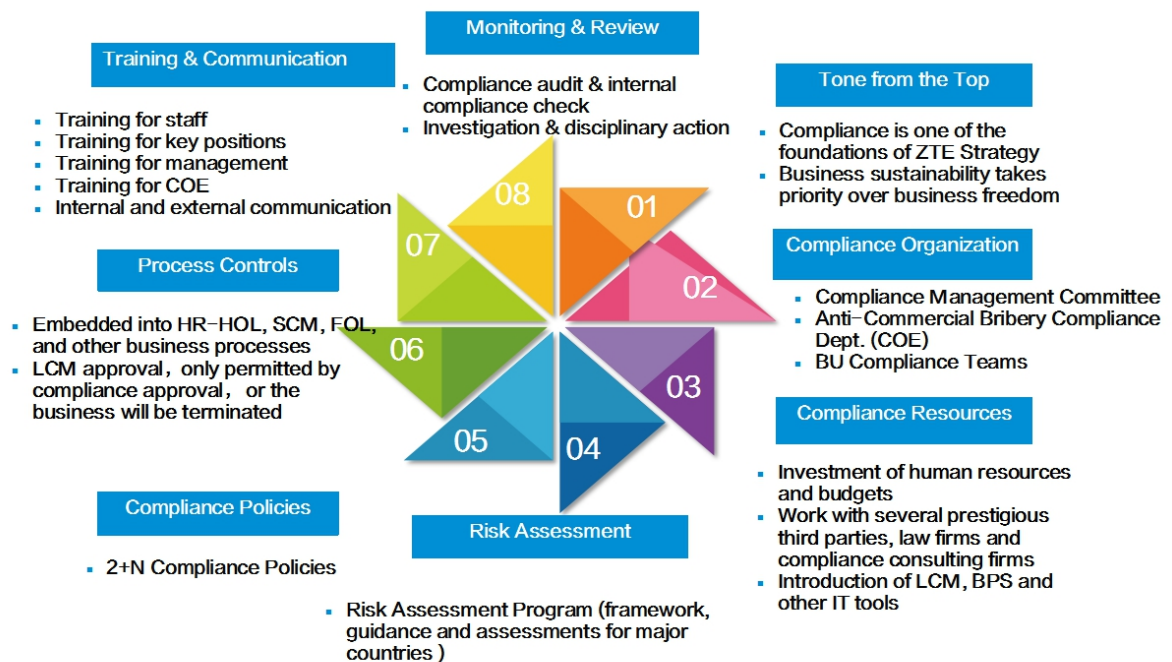 Monitoring & Review
Compliance audit & internal
compliance check
Investigation & disciplinary action
Training & Communication
Training for staff
Training for key positions
Training for management
Training for COE
Internal and external communication
Tone from the Top
Compliance is one of the
foundations of ZTE Strategy
Business sustainability takes
priority over business freedom
08
01
07
02
Process Controls
Embedded into HR-HOL, SCM, FOL,
and other business processes
LCM approval, only permitted by
compliance approval, or the
business will be terminated
Compliance Organization
Compliance Management Committee
Anti-Commercial Bribery Compliance
Dept. (COE)
BU Compliance Teams
06
03
05
04
Compliance Resources
Investment of human resources
and budgets
Work with several prestigious
third parties, law firms and
compliance consulting firms
Introduction of LCM, BPS and
other IT tools
Compliance Policies
2+N Compliance Policies
Risk Assessment
Risk Assessment Program (framework,
guidance and assessments for major
countries )